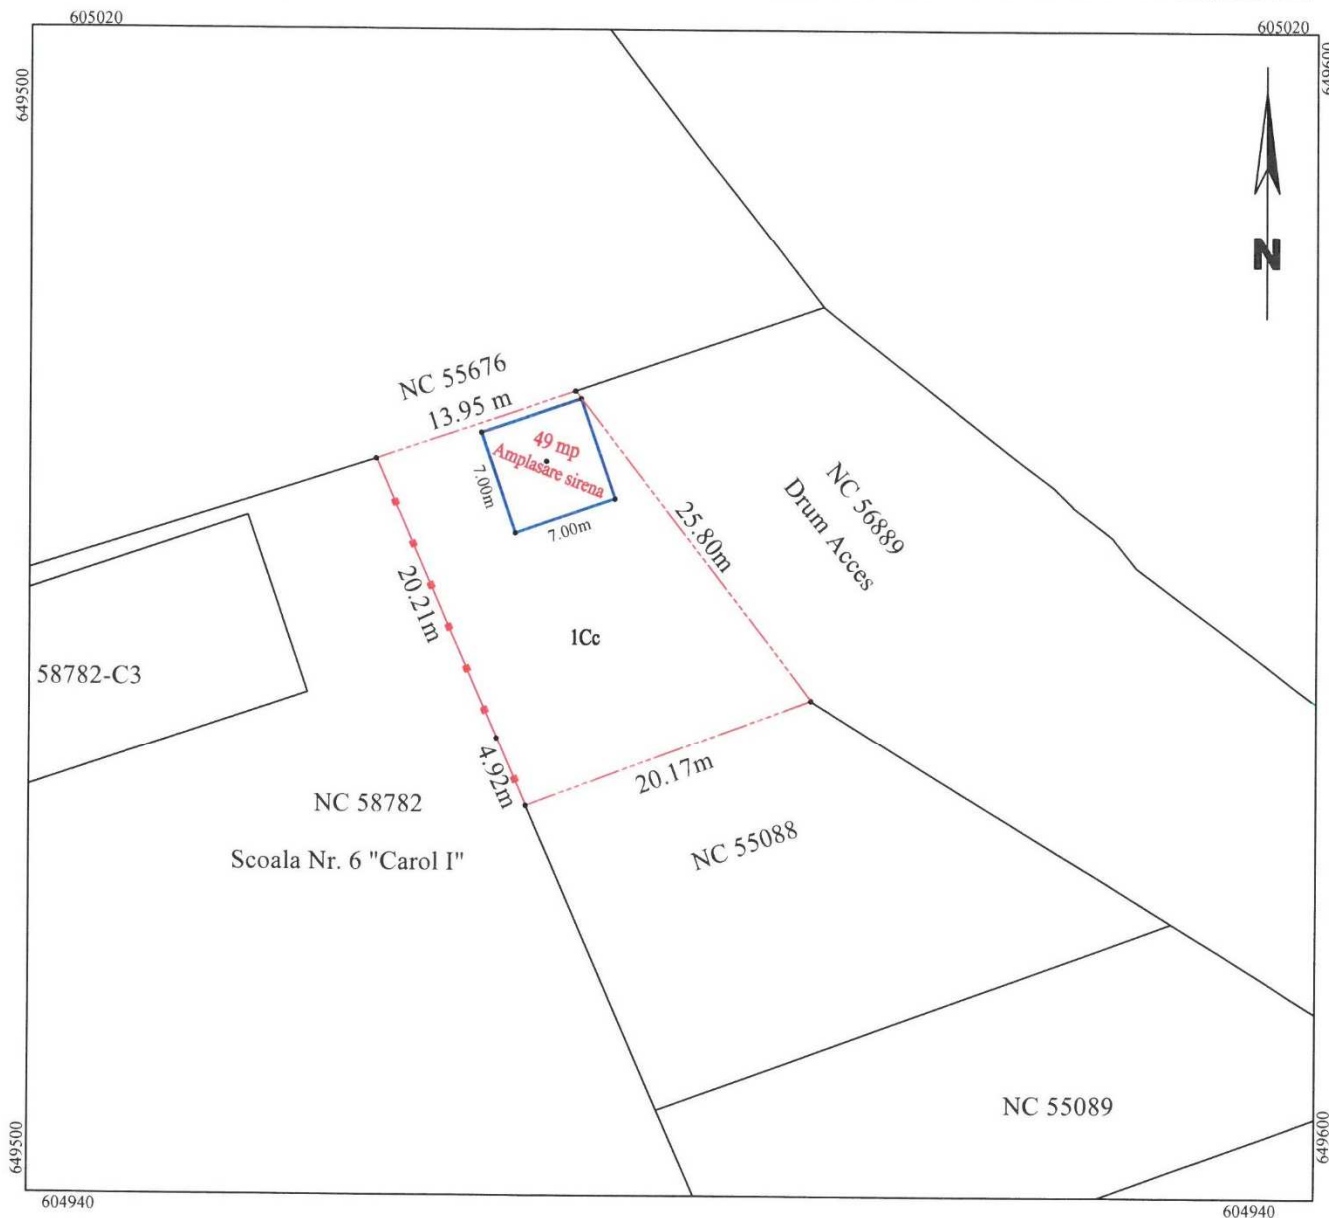 605020
605020
649500
649600
N
NC 55676
13.95 m
49 mp
Amplasare sirena
7.00m
7.00m
25.80m
NC 56889
Drum Acces
20.21m
1Cc
58782-C3
4.92m
20.17m
NC 58782
Scoala Nr. 6 "Carol I"
NC 55088
NC 55089
649500
649600
604940
604940